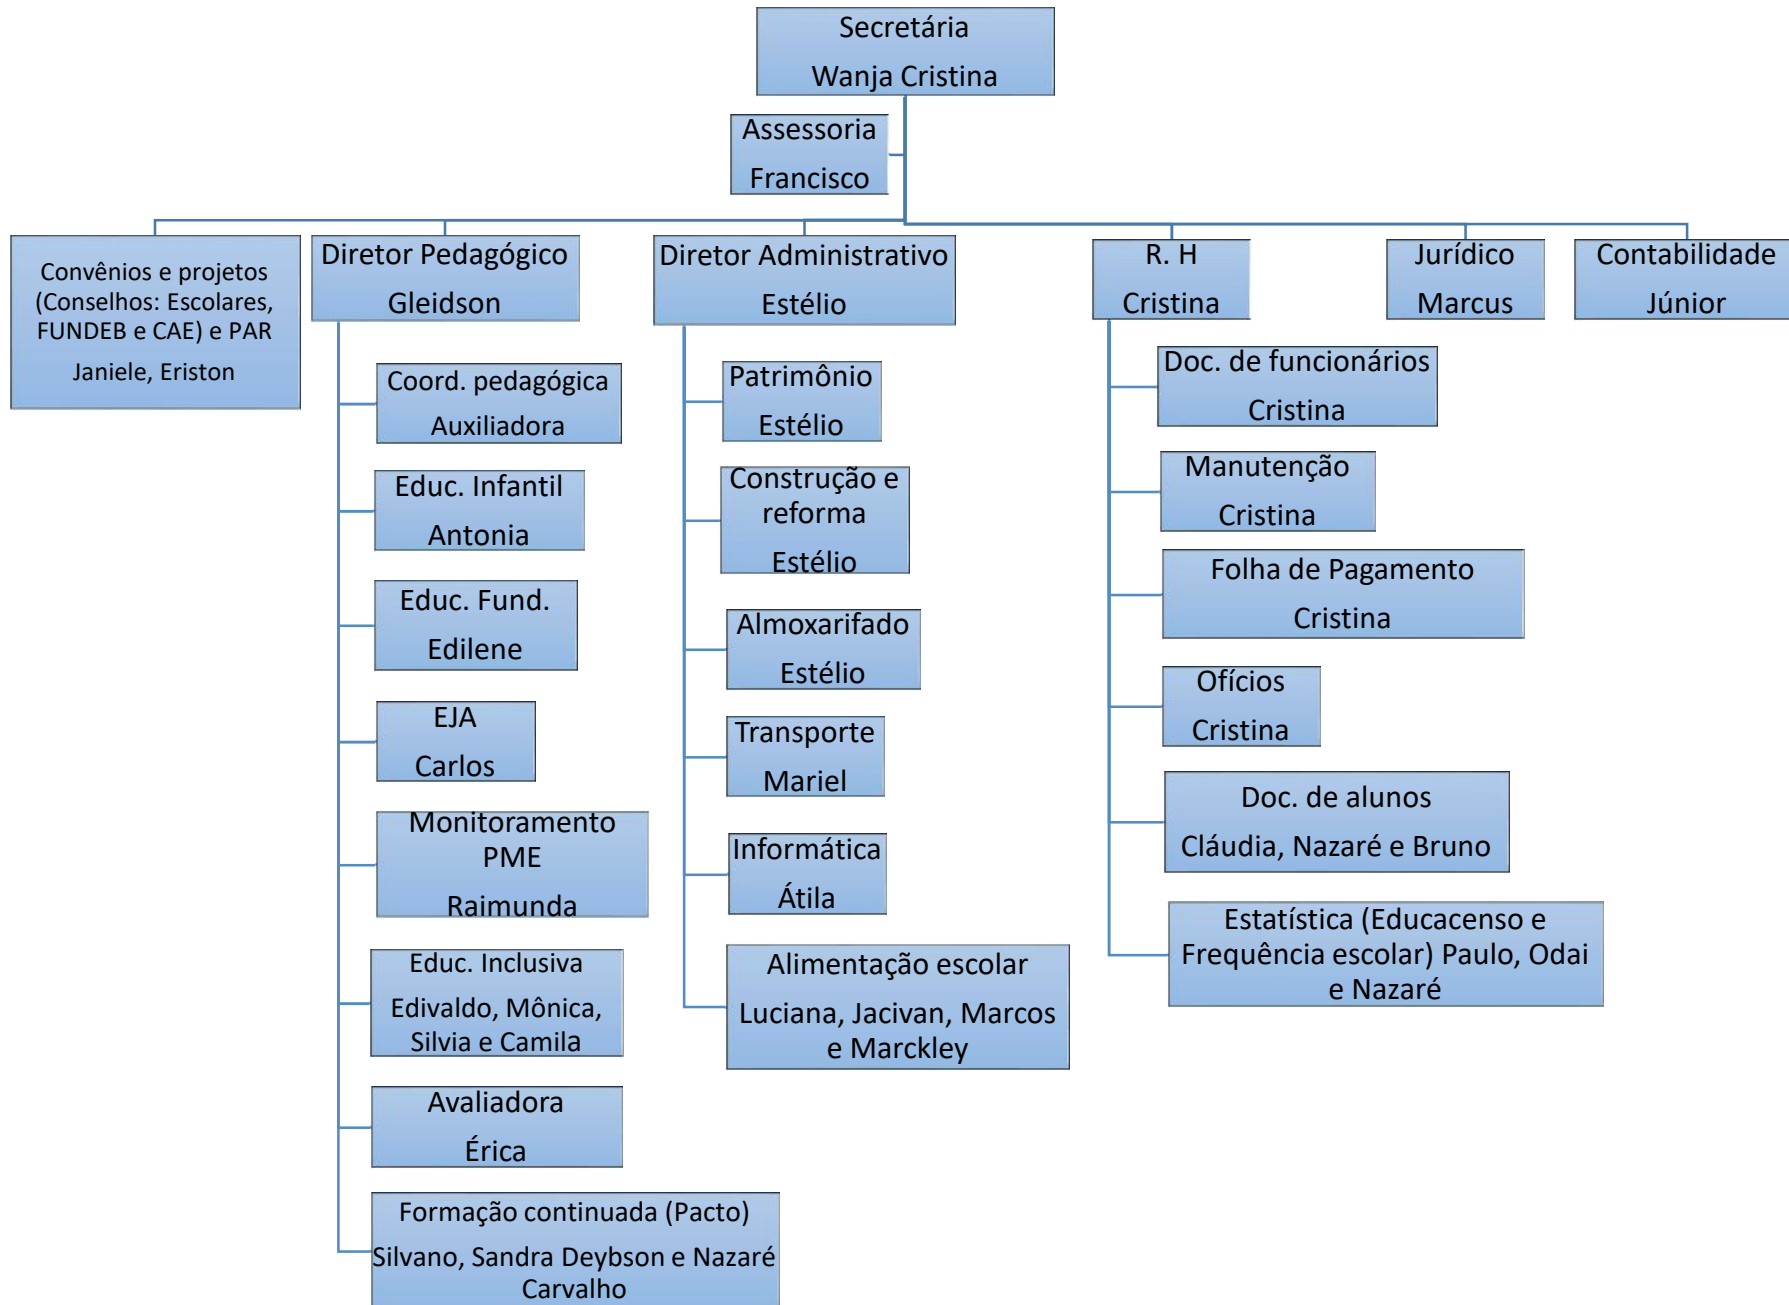 Secretária
Wanja Cristina
Assessoria
Francisco
Convênios e projetos
(Conselhos: Escolares,
FUNDEB e CAE) e PAR
Janiele, Eriston
Diretor Pedagógico
Gleidson
Coord. pedagógica
Auxiliadora
Educ. Infantil
Antonia
Educ. Fund.
Edilene
EJA
Carlos
Monitoramento
PME
Raimunda
Educ. Inclusiva
Edivaldo, Mônica,
Silvia e Camila
Avaliadora
Érica
Formação continuada (Pacto)
Silvano, Sandra Deybson e Nazaré
Carvalho
Diretor Administrativo
Estélio
Patrimônio
Estélio
Construção e
reforma
Estélio
Almoxarifado
Estélio
Transporte
Mariel
Informática
Átila
Alimentação escolar
Luciana, Jacivan, Marcos
e Marckley
R. H
Cristina
Doc. de funcionários
Cristina
Manutenção
Cristina
Folha de Pagamento
Cristina
Ofícios
Cristina
Doc. de alunos
Cláudia, Nazaré e Bruno
Estatística (Educacenso e
Frequência escolar) Paulo, Odai
e Nazaré
Jurídico
Marcus
Contabilidade
Júnior